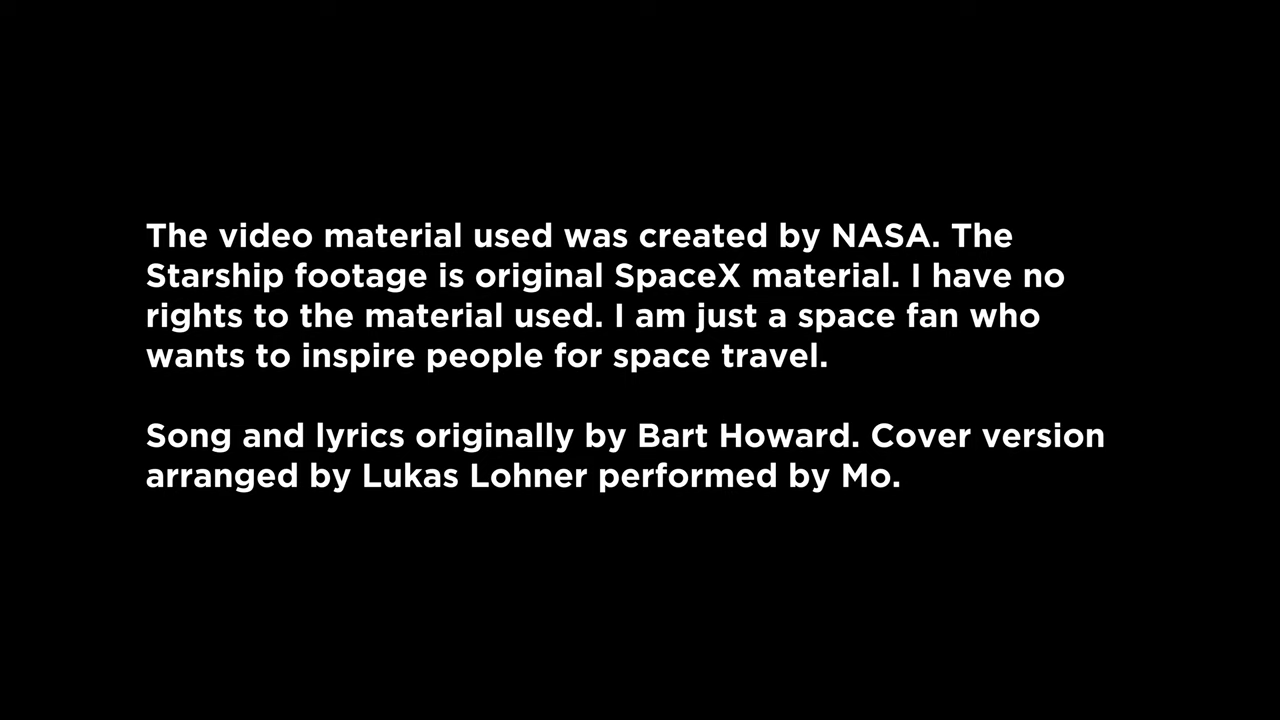 The video material used was created by NASA. The
Starship footage is original SpaceX material. I have no
rights to the material used. I am just a space fan who
wants to inspire people for space travel.
Song and lyrics originally by Bart Howard. Cover version
arranged by Lukas Lohner performed by Mo.